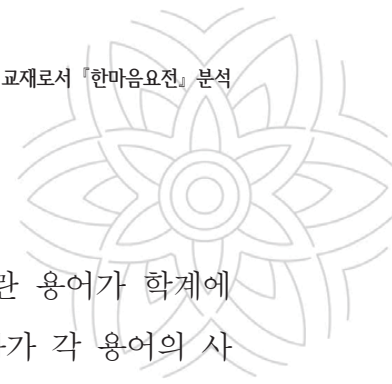 교재로서 『한마음요전』 분석
란 용어가 학계에
가 각 용어의 사